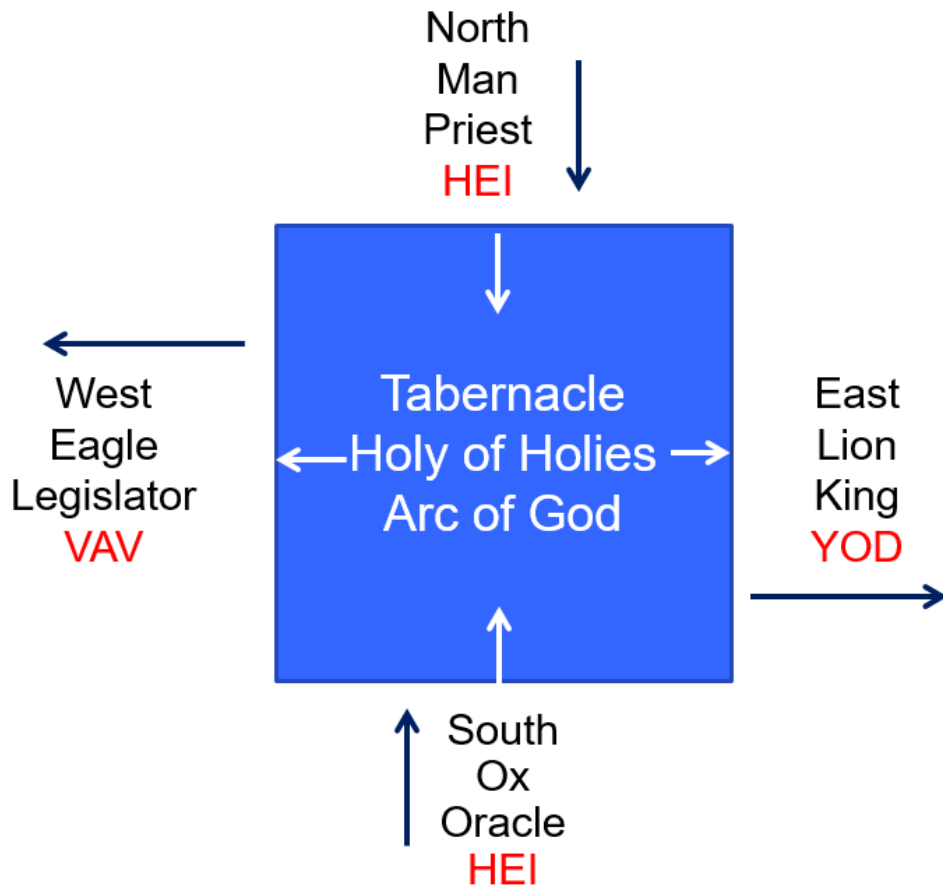 North
Man
Priest
HEI
West
Eagle
Legislator
VAV
Tabernacle
Holy of Holies
Arc of God
East
Lion
King
YOD
South
Ox
Oracle
HEI